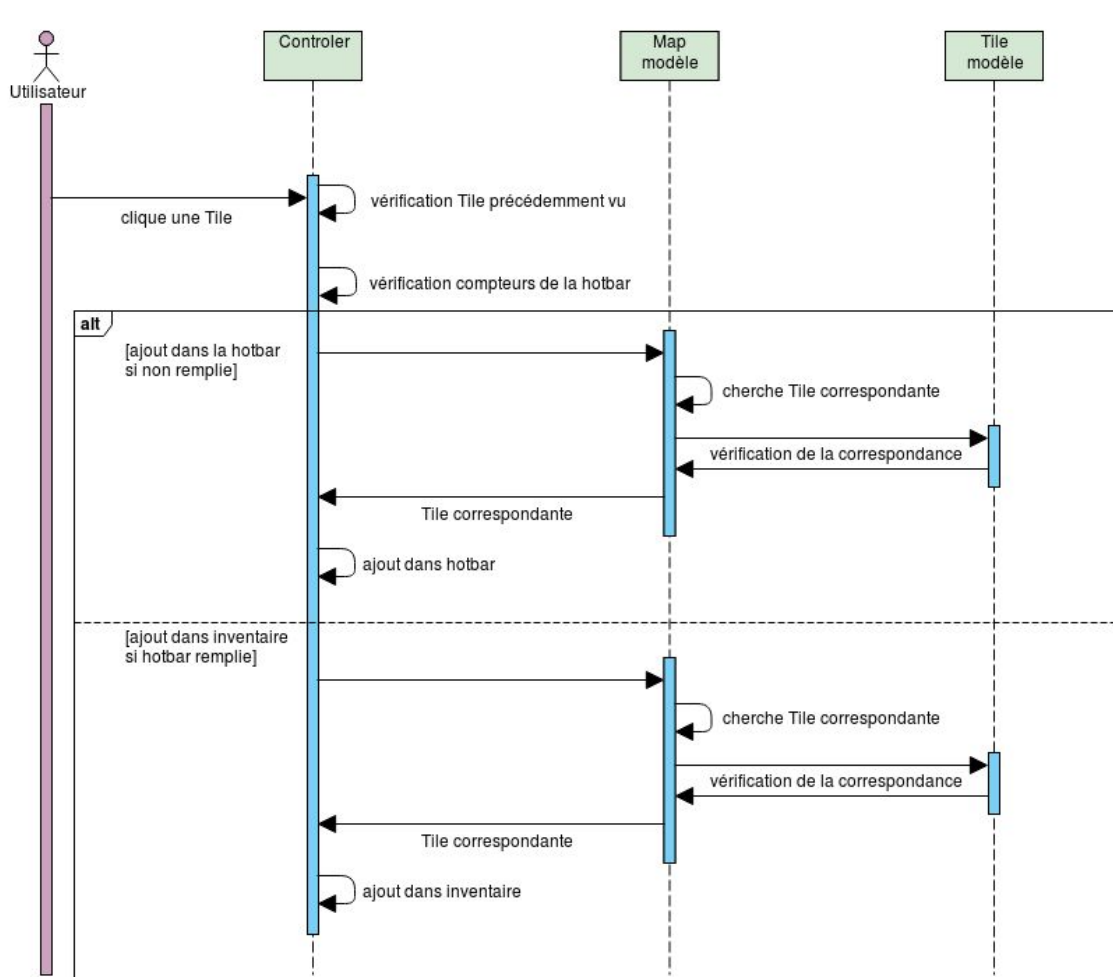 Controler
Map
modèle
Tile
modèle
Utilisateur
vérification Tile précédemment vu
clique une Tile
vérification compteurs de la hotbar
alt
[ajout dans la hotbar
si non remplie]
cherche Tile correspondante
vérification de la correspondance
Tile correspondante
ajout dans hotbar
[ajout dans inventaire
si hotbar remplie]
cherche Tile correspondante
vérification de la correspondance
Tile correspondante
ajout dans inventaire